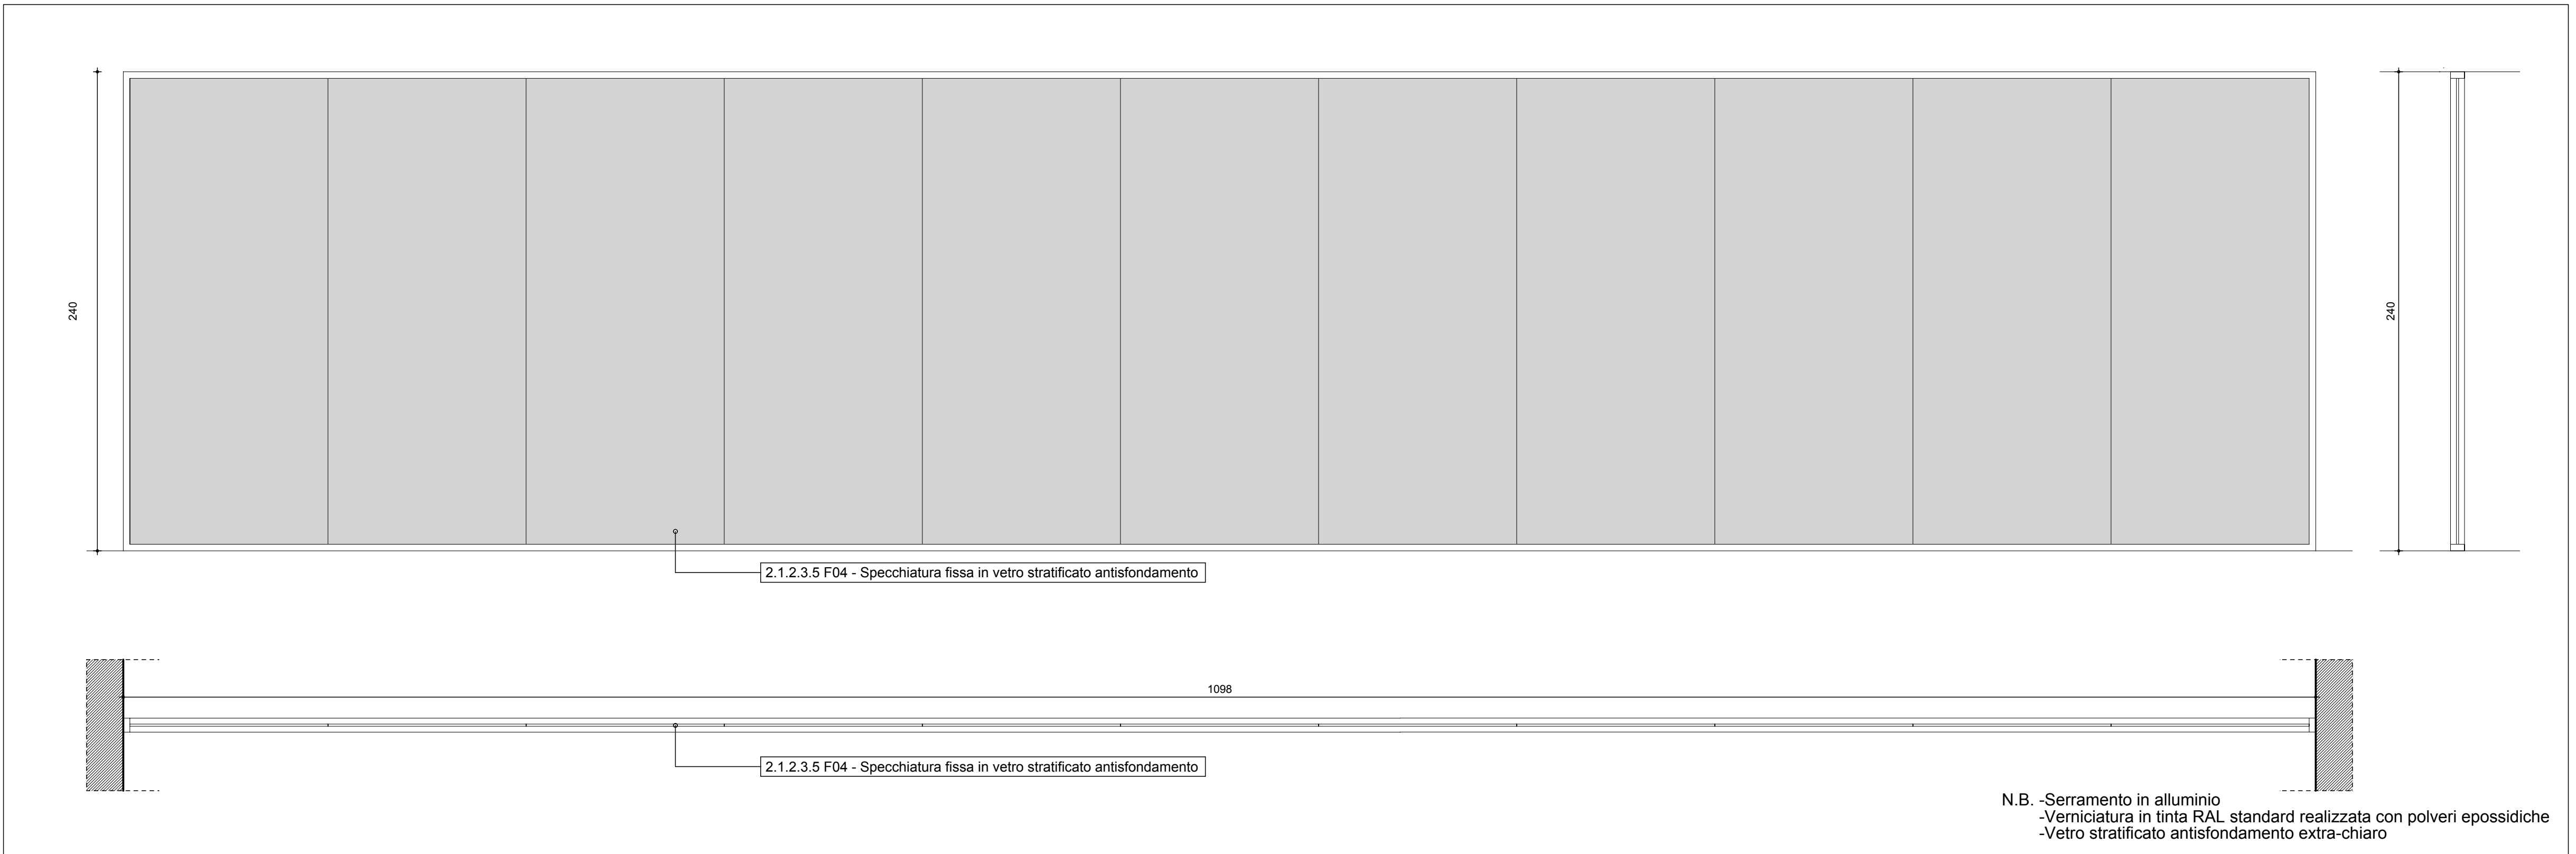 240
240
2.1.2.3.5 F04 - Specchiatura fissa in vetro stratificato antisfondamento
1098
2.1.2.3.5 F04 - Specchiatura fissa in vetro stratificato antisfondamento
N.B. -Serramento in alluminio
-Verniciatura in tinta RAL standard realizzata con polveri epossidiche
-Vetro stratificato antisfondamento extra-chiaro